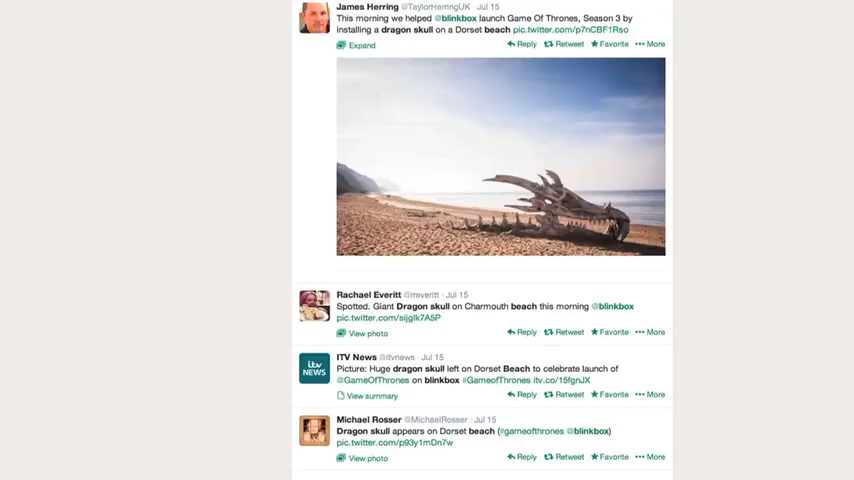 James Herring @TaylorHerringUK · Jul 15
This morning we helped @blinkbox launch Game Of Thrones, Season 3 by
installing a dragon skull on a Dorset beach pic.twitter.com/p7nCBF1Rso
Expand Reply Retweet Favorite More
Rachael Everitt @rreveritt · Jul 15
Spotted. Giant Dragon skull on Charmouth beach this morning @blinkbox
pic.twitter.com/sijglk7A5P
View photo Reply Retweet Favorite More
itv NEWS
ITV News @itvnews · Jul 15
Picture: Huge dragon skull left on Dorset Beach to celebrate launch of
@GameOfThrones on blinkbox #GameofThrones itv.co/15fgnJX
View summary Reply Retweet Favorite More
Michael Rosser @MichaelRosser · Jul 15
Dragon skull appears on Dorset beach (#gameofthrones @blinkbox)
pic.twitter.com/p93y1mDn7w
View photo Reply Retweet Favorite More